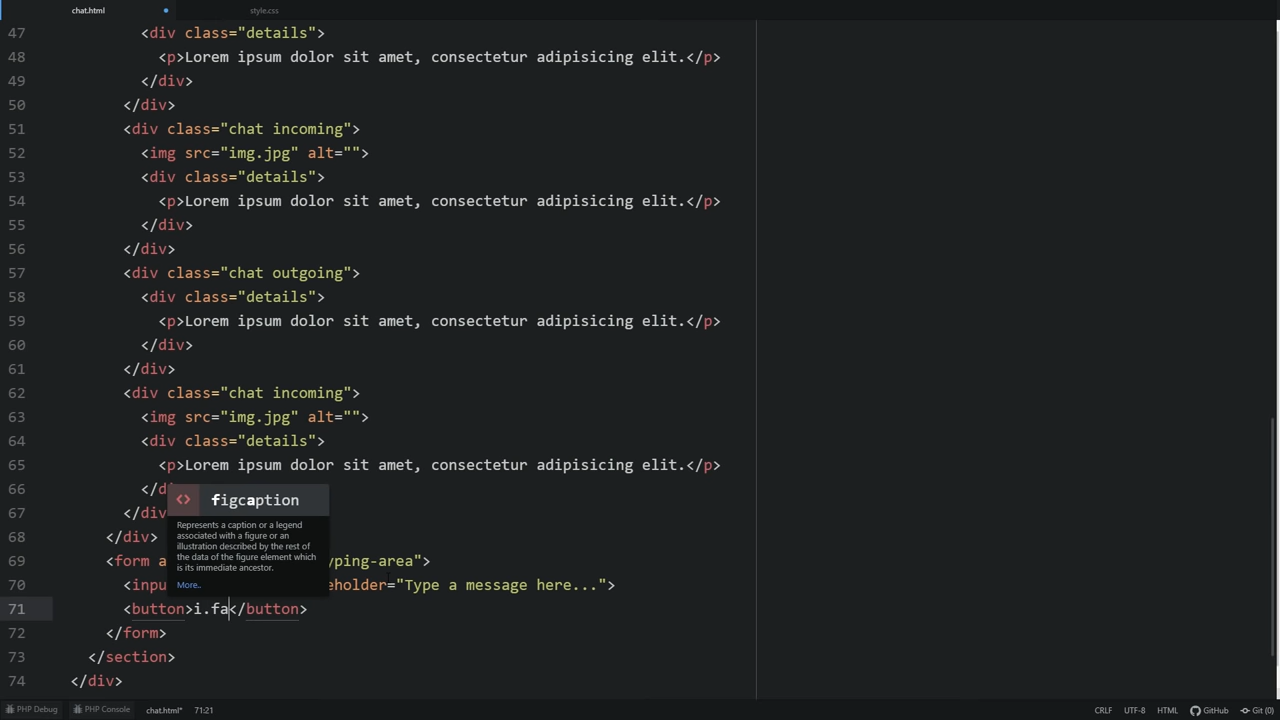 chat.html
style.css
47 <div class="details">
48 <p>Lorem ipsum dolor sit amet, consectetur adipisicing elit.</p>
49 </div>
50 </div>
51 <div class="chat incoming">
52 <img src="img.jpg" alt="">
53 <div class="details">
54 <p>Lorem ipsum dolor sit amet, consectetur adipisicing elit.</p>
55 </div>
56 </div>
57 <div class="chat outgoing">
58 <div class="details">
59 <p>Lorem ipsum dolor sit amet, consectetur adipisicing elit.</p>
60 </div>
61 </div>
62 <div class="chat incoming">
63 <img src="img.jpg" alt="">
64 <div class="details">
65 <p>Lorem ipsum dolor sit amet, consectetur adipisicing elit.</p>
66 </d
67 </div
68 </div>
69 <form a yping-area">
70 <inpu eholder="Type a message here...">
71 <button>i.fa</button>
72 </form>
73 </section>
74 </div>
<> figcaption
Represents a caption or a legend
associated with a figure or an
illustration described by the rest of
the data of the figure element which
is its immediate ancestor.
More..
PHP Debug PHP Console chat.html* 71:21 CRLF UTF-8 HTML GitHub Git (0)